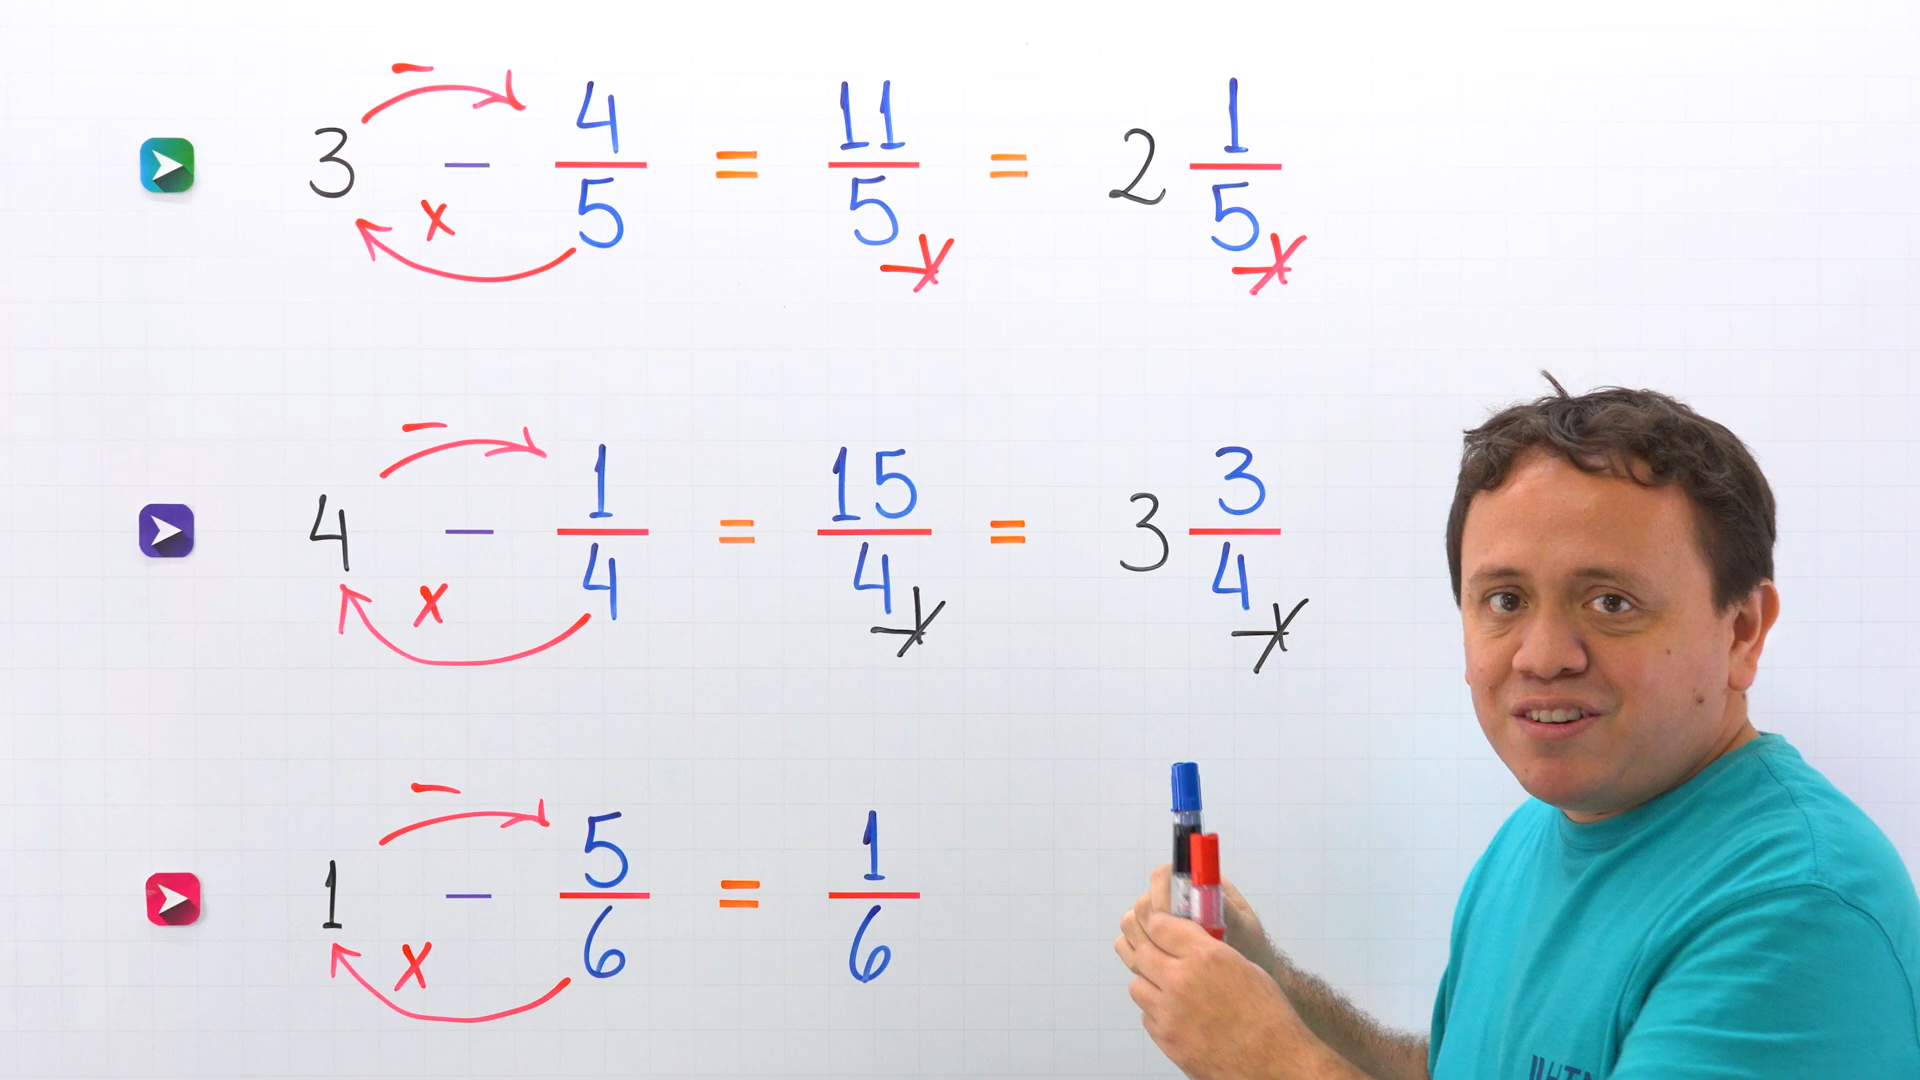 3 - 4/5 = 11/5 = 2 1/5
4 - 1/4 = 15/4 = 3 3/4
1 - 5/6 = 1/6